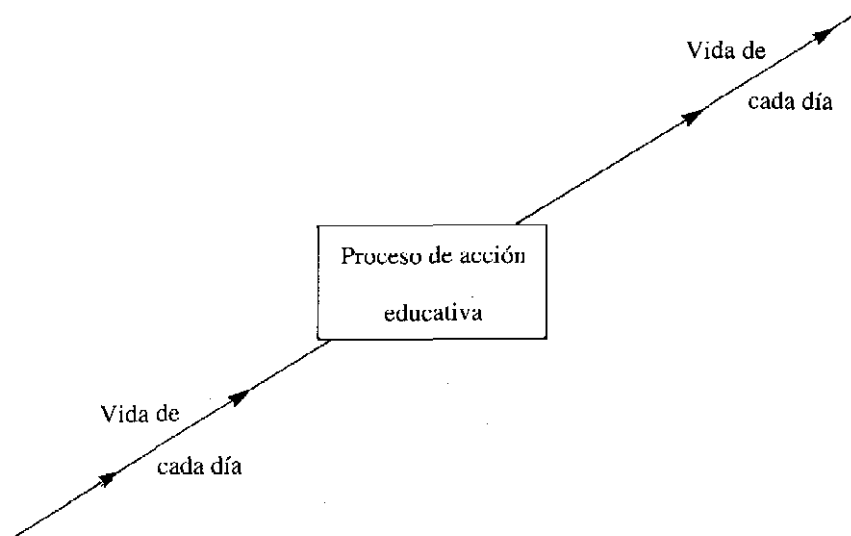 Vida de
cada día
Proceso de acción
educativa
Vida de
cada día